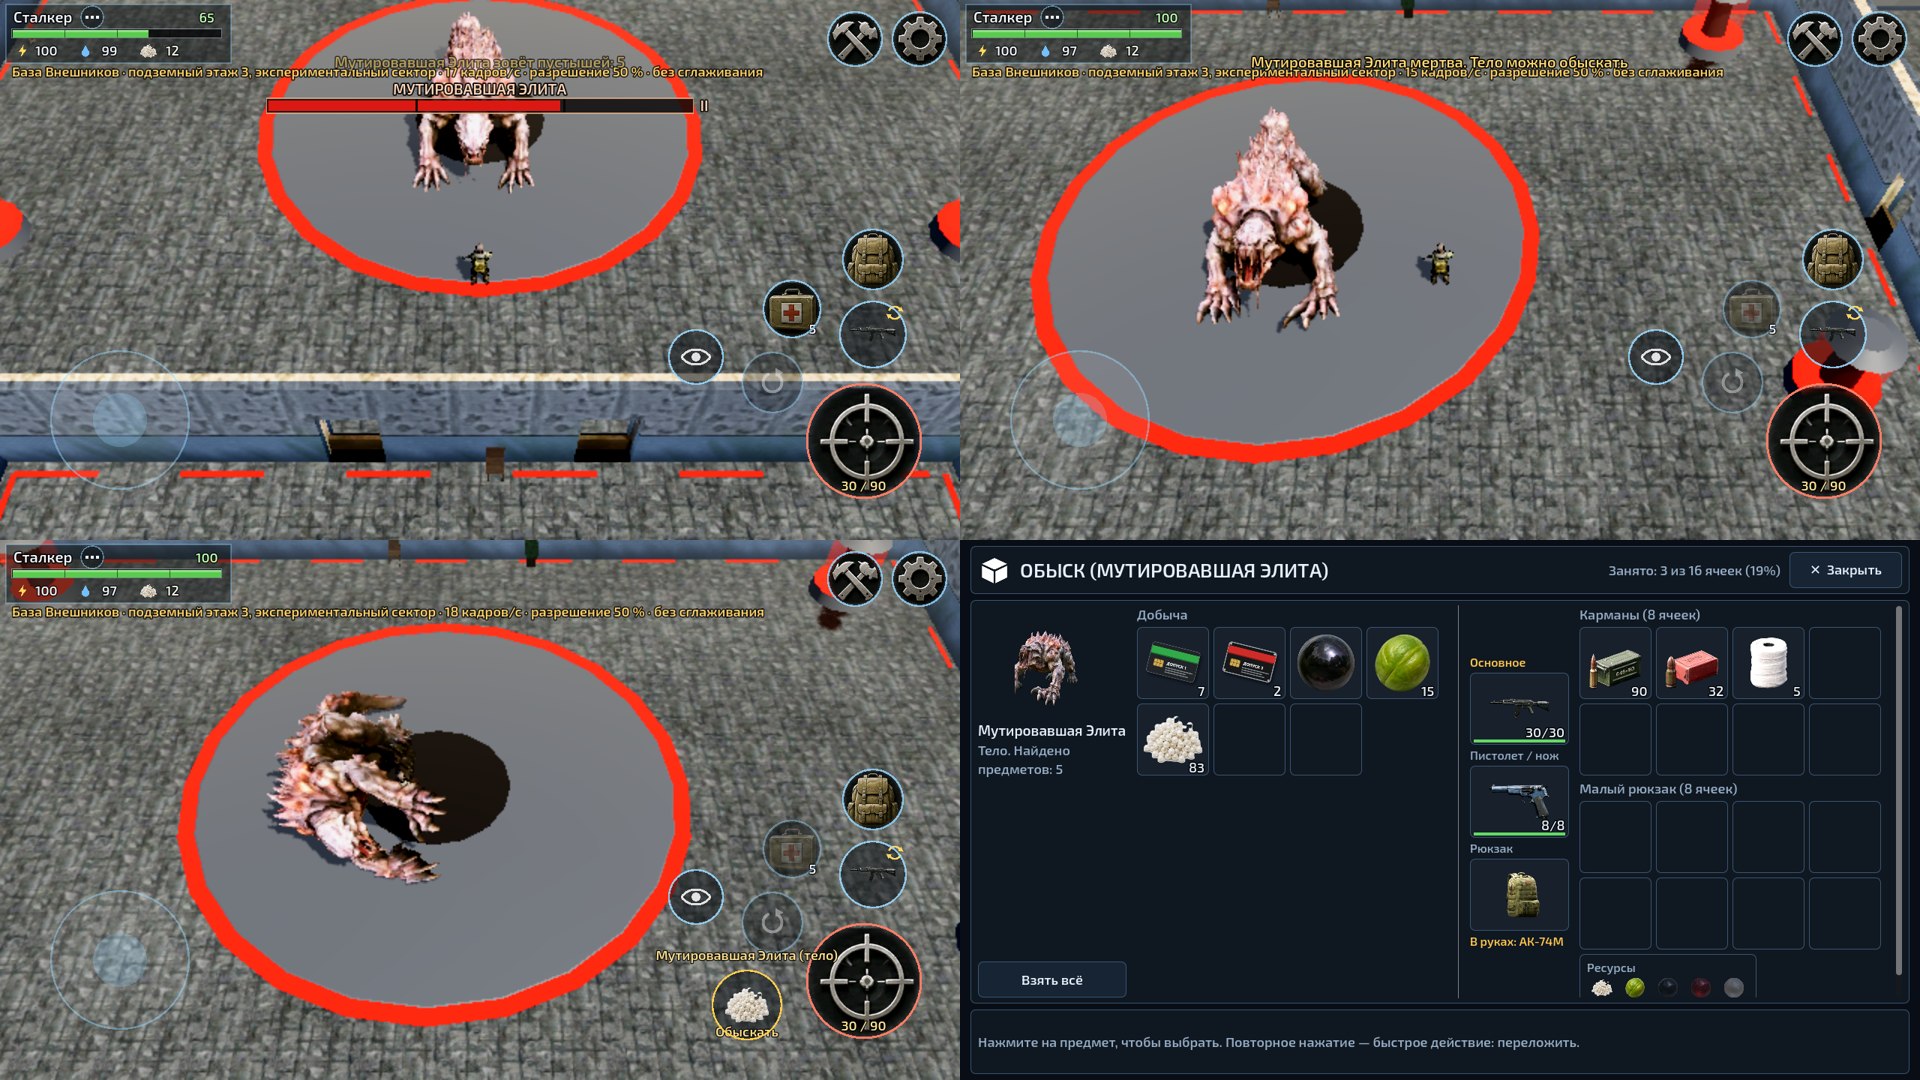 Сталкер
65
100
99
12
Мутировавшая Элита зовёт пустышей: 5
База Внешников · подземный этаж 3, экспериментальный сектор · 17 кадров/с · разрешение 50 % · без сглаживания
МУТИРОВАВШАЯ ЭЛИТА
II
5
30 / 90
Сталкер
100
100
97
12
Мутировавшая Элита мертва. Тело можно обыскать
База Внешников · подземный этаж 3, экспериментальный сектор · 15 кадров/с · разрешение 50 % · без сглаживания
5
30 / 90
Сталкер
100
100
97
12
База Внешников · подземный этаж 3, экспериментальный сектор · 18 кадров/с · разрешение 50 % · без сглаживания
5
Мутировавшая Элита (тело)
Обыскать
30 / 90
ОБЫСК (МУТИРОВАВШАЯ ЭЛИТА)
Занято: 3 из 16 ячеек (19%)
× Закрыть
Мутировавшая Элита
Тело. Найдено
предметов: 5
Добыча
ДОПУСК 1
7
2
15
83
Взять всё
Основное
30/30
Пистолет / нож
8/8
Рюкзак
В руках: АК-74М
Карманы (8 ячеек)
90
32
5
Малый рюкзак (8 ячеек)
Ресурсы
Нажмите на предмет, чтобы выбрать. Повторное нажатие — быстрое действие: переложить.